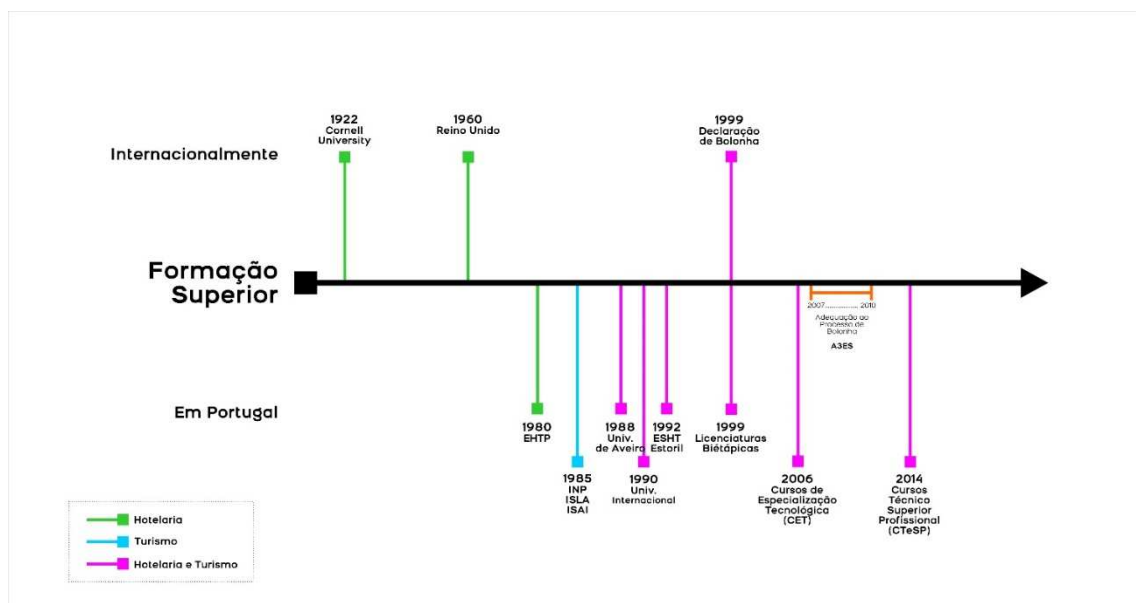 1922
Cornell
University
1960
Reino Unido
1999
Declaração
de Bolonha
Internacionalmente
Formação
Superior
2007................ 2010
Adequação ao
Processo de
Bolonha
A3ES
Em Portugal
1980
EHTP
1985
INP
ISLA
ISAI
1988
Univ.
de Aveiro
1990
Univ.
Internacional
1992
ESHT
Estoril
1999
Licenciaturas
Biétápicas
2006
Cursos de
Especialização
Tecnológica
(CET)
2014
Cursos
Técnico
Superior
Profissional
(CTeSP)
Hotelaria
Turismo
Hotelaria e Turismo